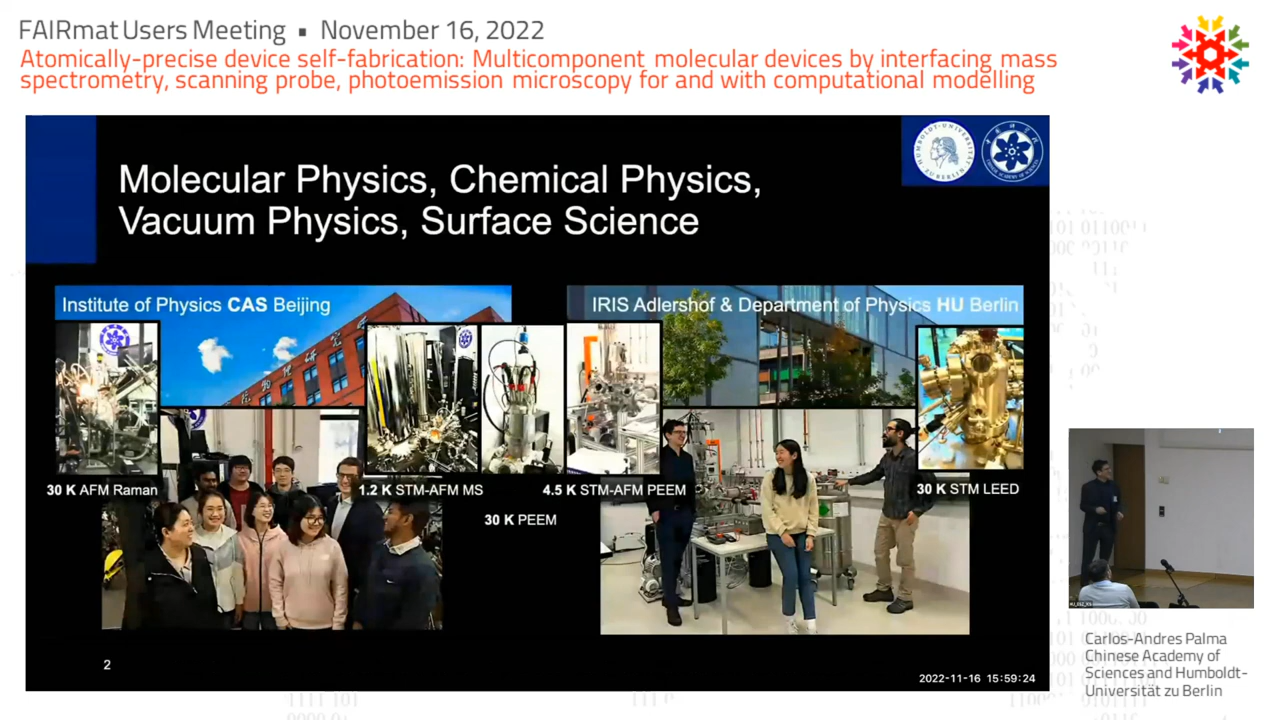 FAIRmat Users Meeting ▪ November 16, 2022
Atomically-precise device self-fabrication: Multicomponent molecular devices by interfacing mass
spectrometry, scanning probe, photoemission microscopy for and with computational modelling
Molecular Physics, Chemical Physics,
Vacuum Physics, Surface Science
HUMBOLDT-UNIVERSITÄT
ZU BERLIN
Institute of Physics CAS Beijing
IRIS Adlershof & Department of Physics HU Berlin
30 K AFM Raman
1.2 K STM-AFM MS
30 K PEEM
4.5 K STM-AFM PEEM
30 K STM LEED
2
2022-11-16 15:59:24
Carlos-Andres Palma
Chinese Academy of
Sciences and Humboldt-
Universität zu Berlin